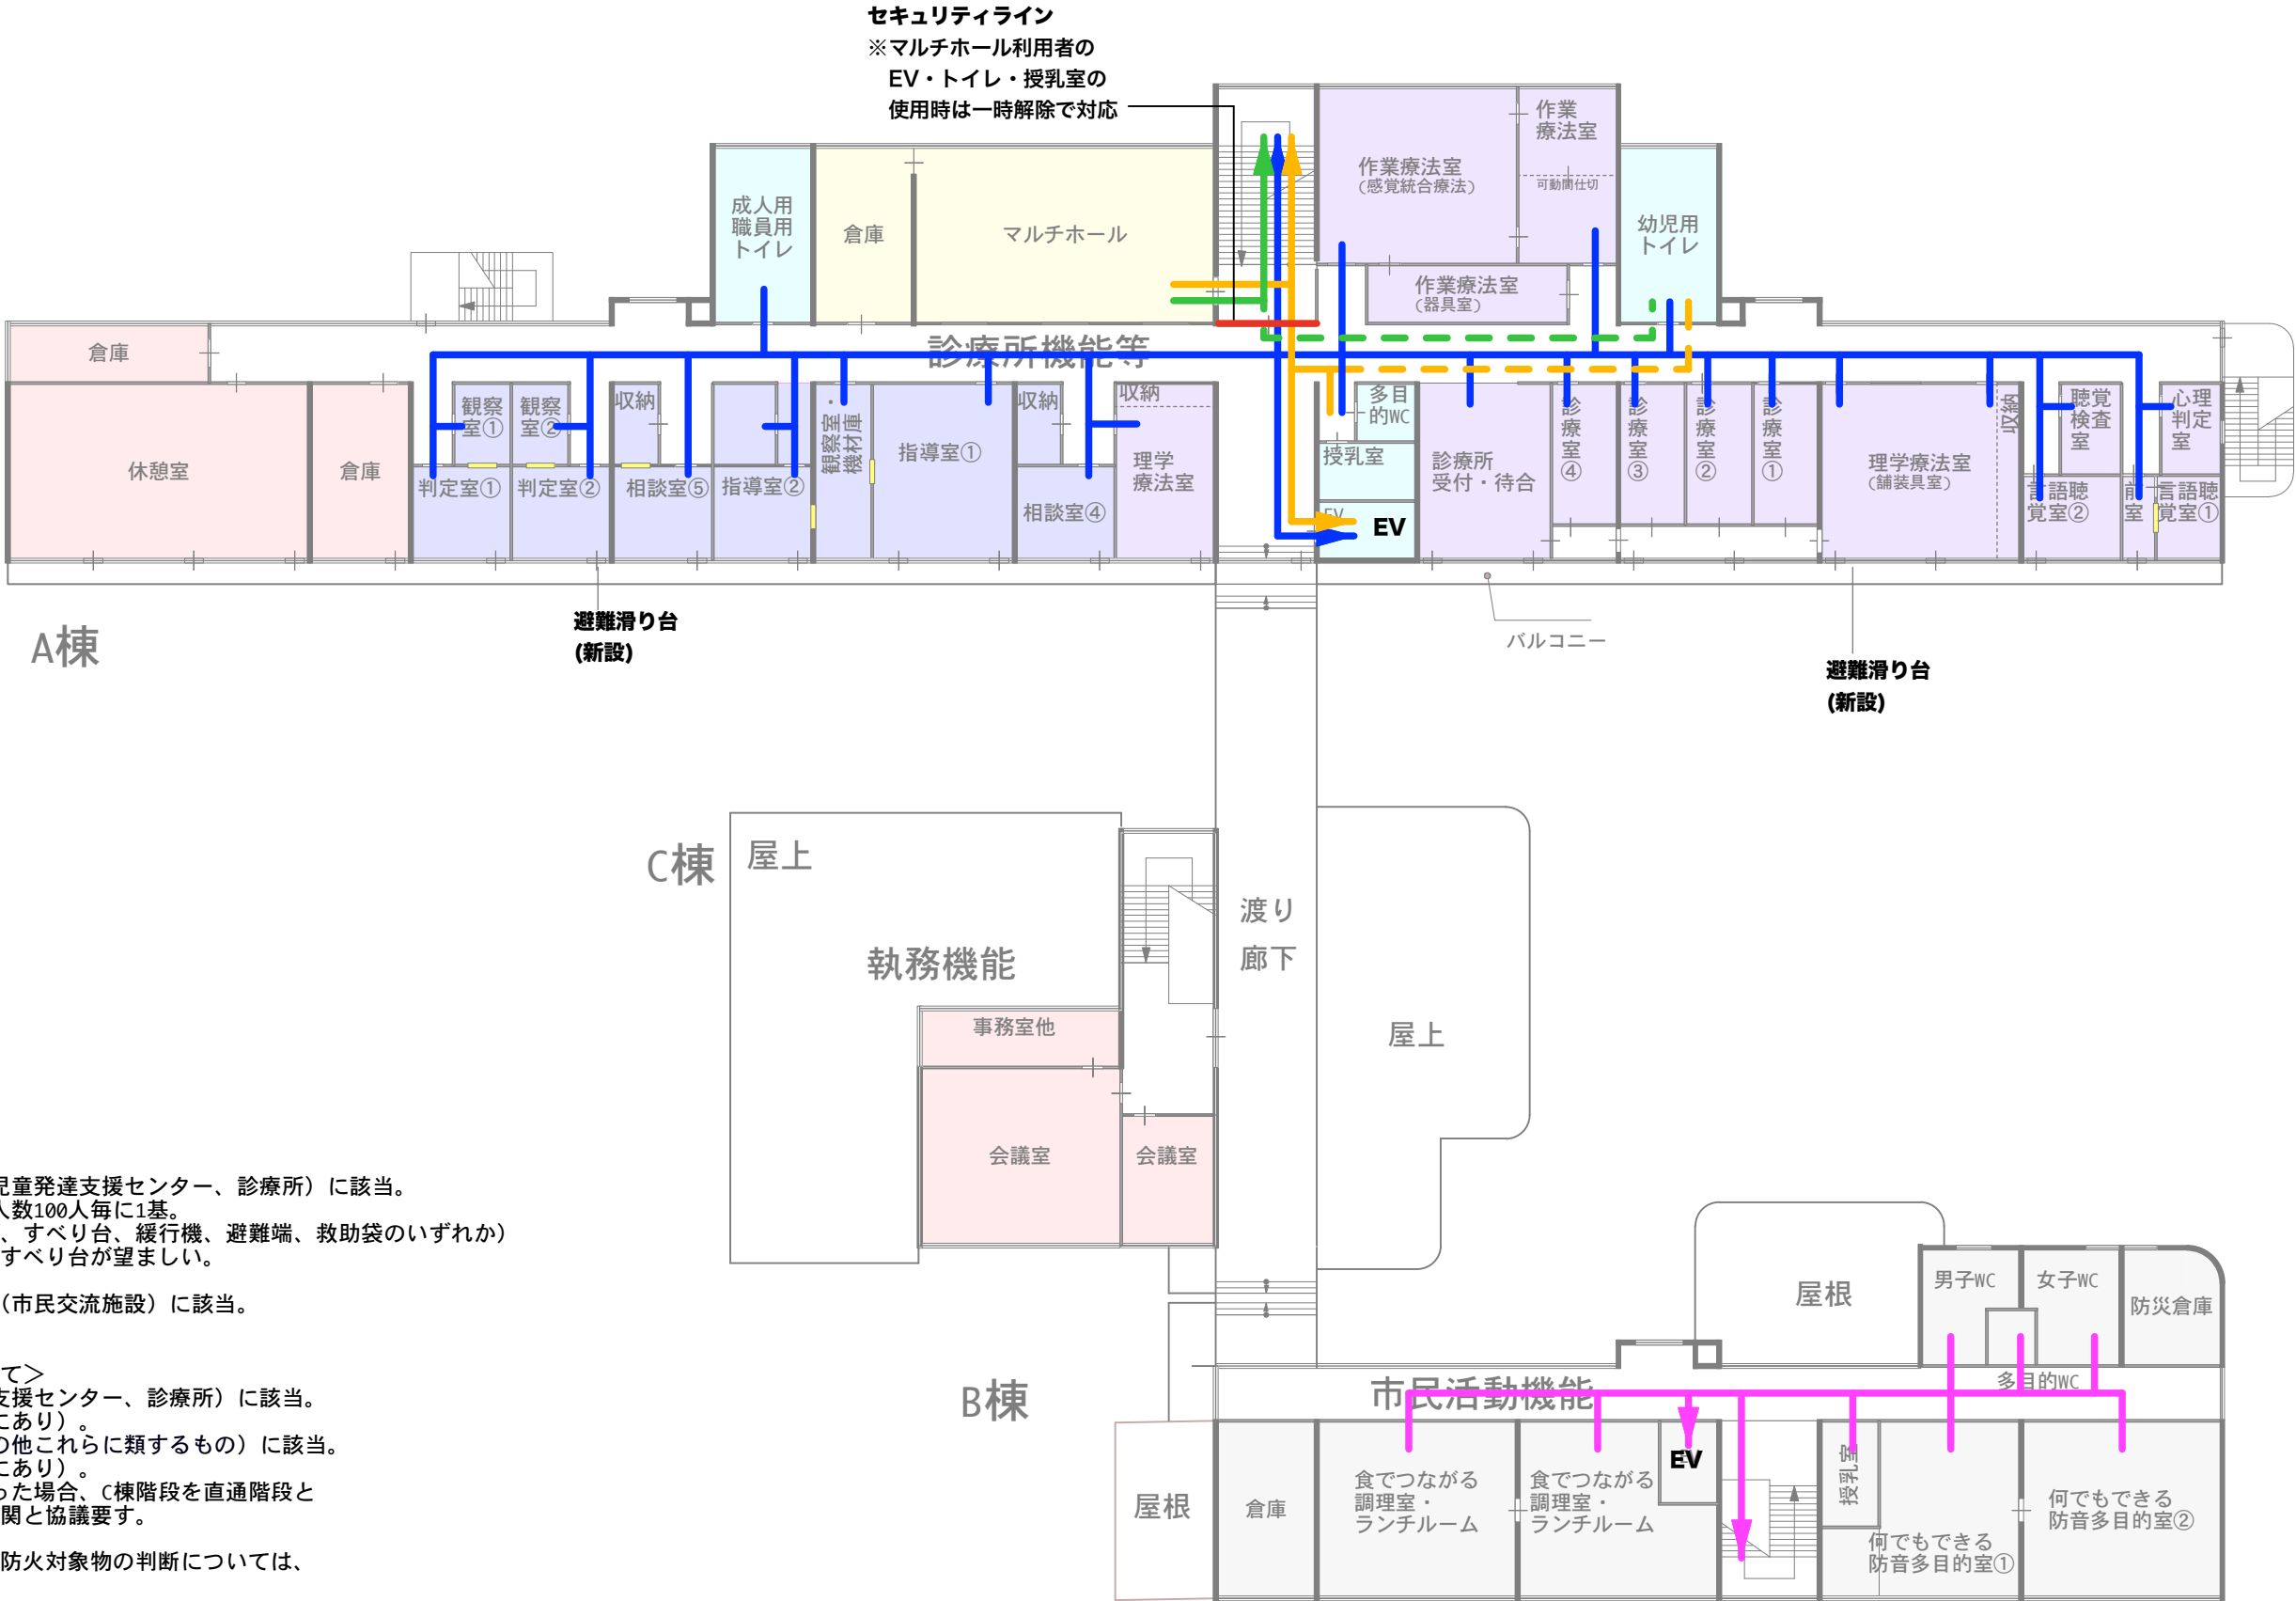 セキュリティライン
※マルチホール利用者の
EV・トイレ・授乳室の
使用時は一時解除で対応
作業
療法室
可動間仕切
作業療法室
(感覚統合療法)
成人用
職員用
トイレ
倉庫
マルチホール
幼児用
トイレ
作業療法室
(器具室)
倉庫
診療所機能等
休憩室
倉庫
観察
室①
観察
室②
収納
判定室①
判定室②
相談室⑤
指導室②
観察室・
機材庫
指導室①
収納
相談室④
収納
理学
療法室
多目
的WC
授乳室
EV
EV
診療所
受付・待合
診療室④
診療室③
診療室②
診療室①
理学療法室
(舗装具室)
収納
聴覚
検査
室
心理
判定
室
言語聴
覚室②
前
室
言語聴
覚室①
避難滑り台
(新設)
A棟
バルコニー
避難滑り台
(新設)
C棟
屋上
執務機能
渡り
廊下
屋上
事務室他
会議室
会議室
児童発達支援センター、診療所）に該当。
人数100人毎に1基。
、すべり台、緩行機、避難端、救助袋のいずれか）
すべり台が望ましい。
（市民交流施設）に該当。
て＞
支援センター、診療所）に該当。
にあり）。
の他これらに類するもの）に該当。
にあり）。
った場合、C棟階段を直通階段と
関と協議要す。
防火対象物の判断については、
屋根
男子WC
女子WC
防災倉庫
多目的WC
B棟
市民活動機能
屋根
倉庫
食でつながる
調理室・
ランチルーム
食でつながる
調理室・
ランチルーム
EV
授乳室
何でもできる
防音多目的室①
何でもできる
防音多目的室②